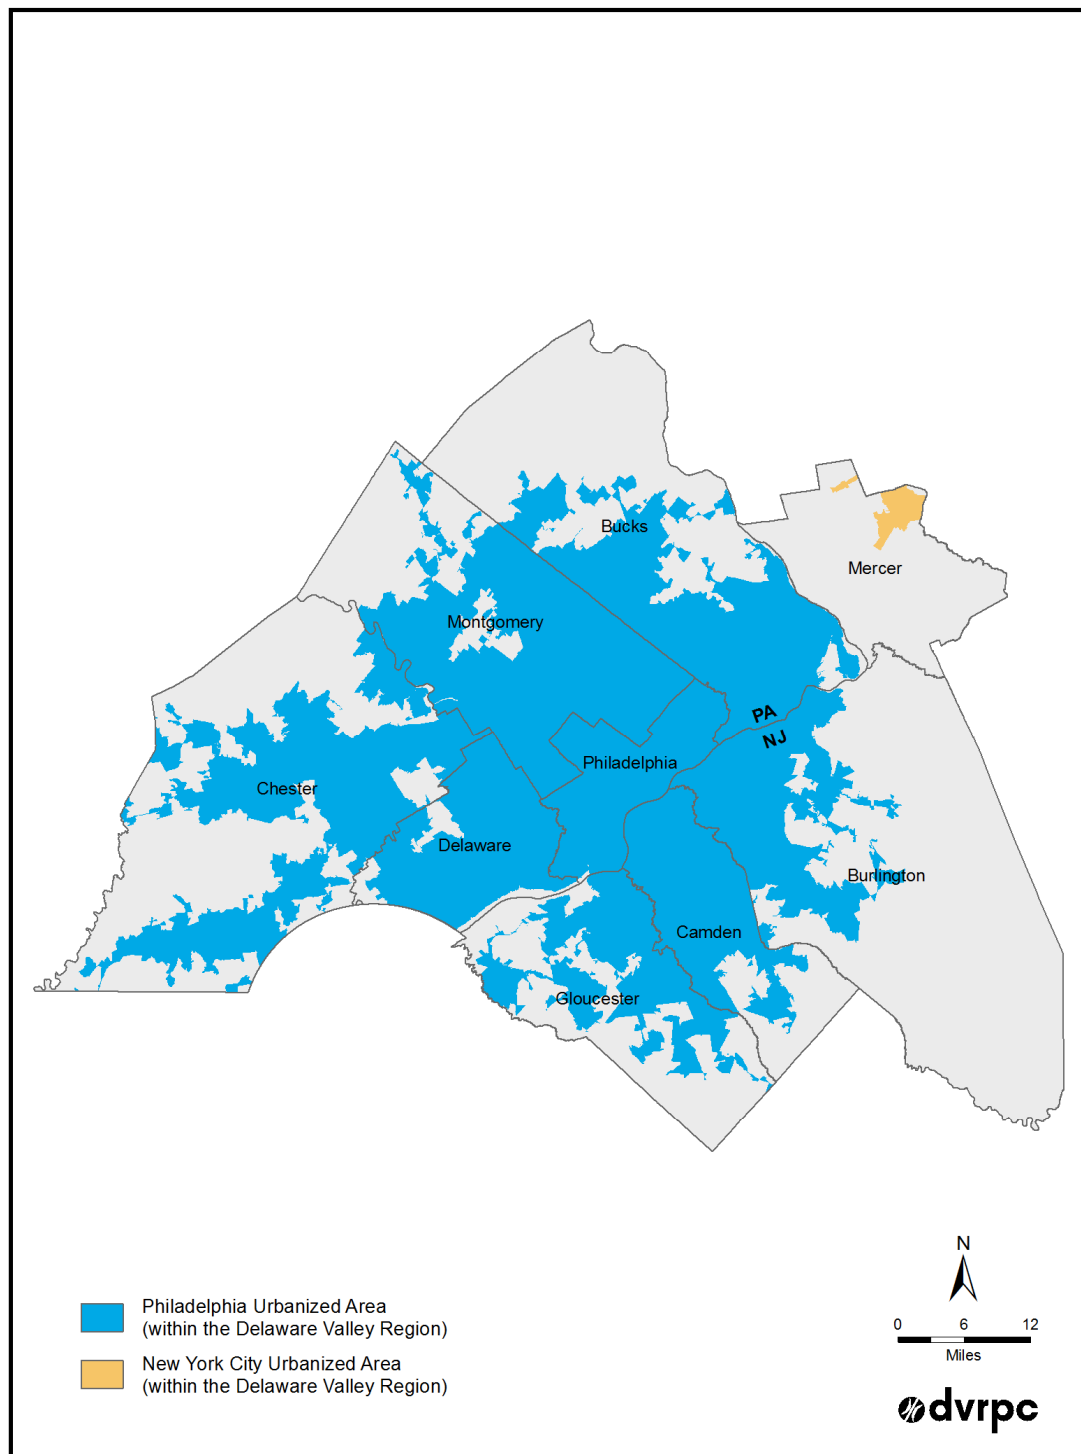 Bucks
Mercer
Montgomery
PA
NJ
Philadelphia
Chester
Delaware
Burlington
Camden
Gloucester
N
Philadelphia Urbanized Area
(within the Delaware Valley Region)
New York City Urbanized Area
(within the Delaware Valley Region)
0 6 12
Miles
dvrpc